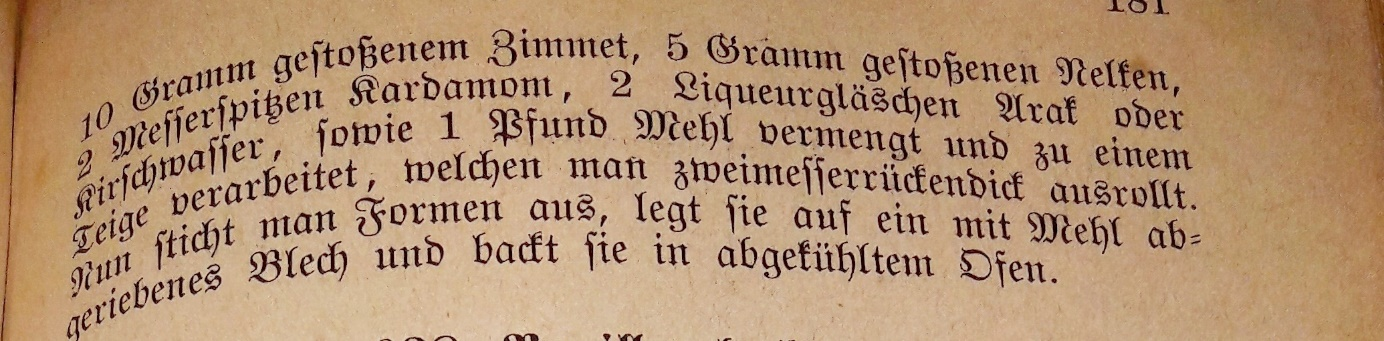 181
10 Gramm geſtoßenem Zimmet, 5 Gramm geſtoßenen Nelken,
2 Meſſerſpitzen Kardamom, 2 Liqueurgläschen Arak oder
Kirſchwaſſer, ſowie 1 Pfund Mehl vermengt und zu einem
Teige verarbeitet, welchen man zweimeſſerrückendick ausrollt.
Nun ſticht man Formen aus, legt ſie auf ein mit Mehl ab⸗
geriebenes Blech und backt ſie in abgekühltem Ofen.